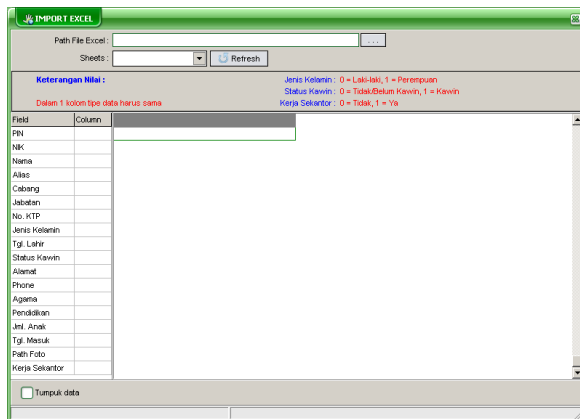 IMPORT EXCEL
Path File Excel :
...
Sheets :
Refresh
Keterangan Nilai :
Jenis Kelamin : 0 = Laki-laki, 1 = Perempuan
Status Kawin : 0 = Tidak/Belum Kawin, 1 = Kawin
Dalam 1 kolom tipe data harus sama
Kerja Sekantor : 0 = Tidak, 1 = Ya
Field Column
PIN
NIK
Nama
Alias
Cabang
Jabatan
No. KTP
Jenis Kelamin
Tgl. Lahir
Status Kawin
Alamat
Phone
Agama
Pendidikan
Jml. Anak
Tgl. Masuk
Path Foto
Kerja Sekantor
Tumpuk data